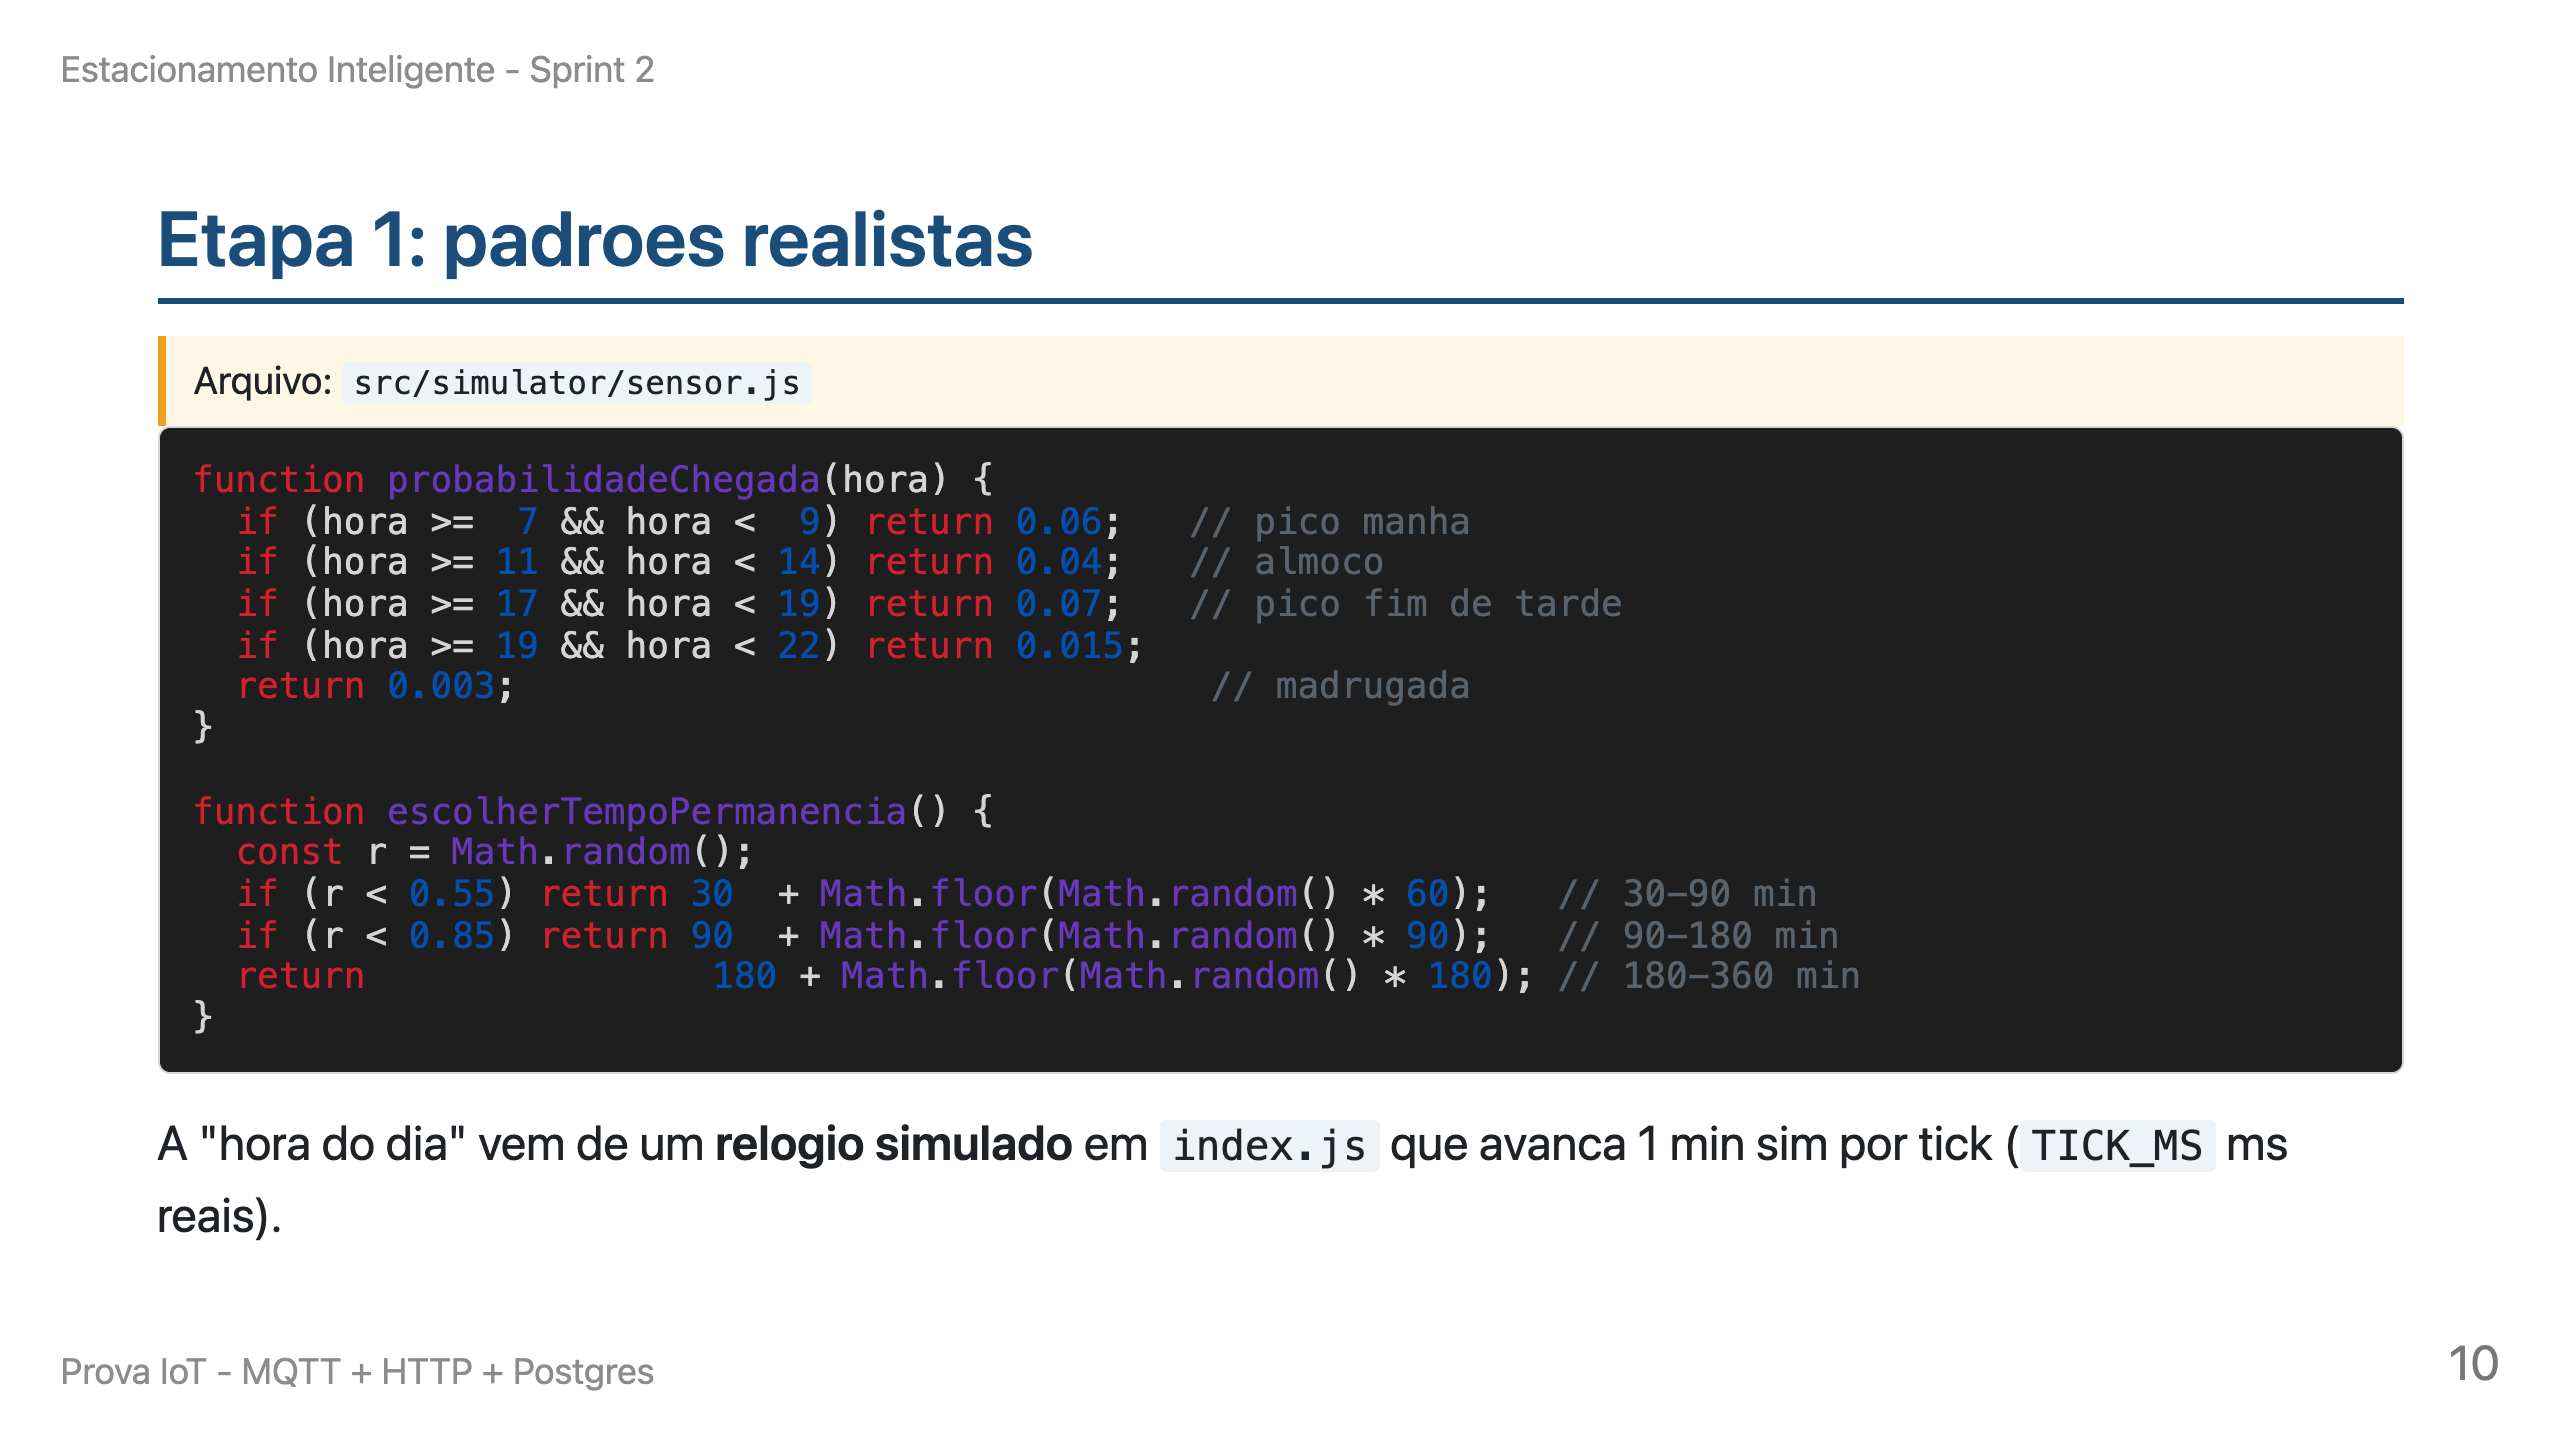 Estacionamento Inteligente - Sprint 2
Etapa 1: padroes realistas
Arquivo: src/simulator/sensor.js
function probabilidadeChegada(hora) {
  if (hora >=  7 && hora <  9) return 0.06;   // pico manha
  if (hora >= 11 && hora < 14) return 0.04;   // almoco
  if (hora >= 17 && hora < 19) return 0.07;   // pico fim de tarde
  if (hora >= 19 && hora < 22) return 0.015;
  return 0.003;                                // madrugada
}

function escolherTempoPermanencia() {
  const r = Math.random();
  if (r < 0.55) return 30  + Math.floor(Math.random() * 60);   // 30–90 min
  if (r < 0.85) return 90  + Math.floor(Math.random() * 90);   // 90–180 min
  return                180 + Math.floor(Math.random() * 180); // 180–360 min
}
A "hora do dia" vem de um relogio simulado em index.js que avanca 1 min sim por tick ( TICK_MS ms
reais).
Prova IoT - MQTT + HTTP + Postgres
10